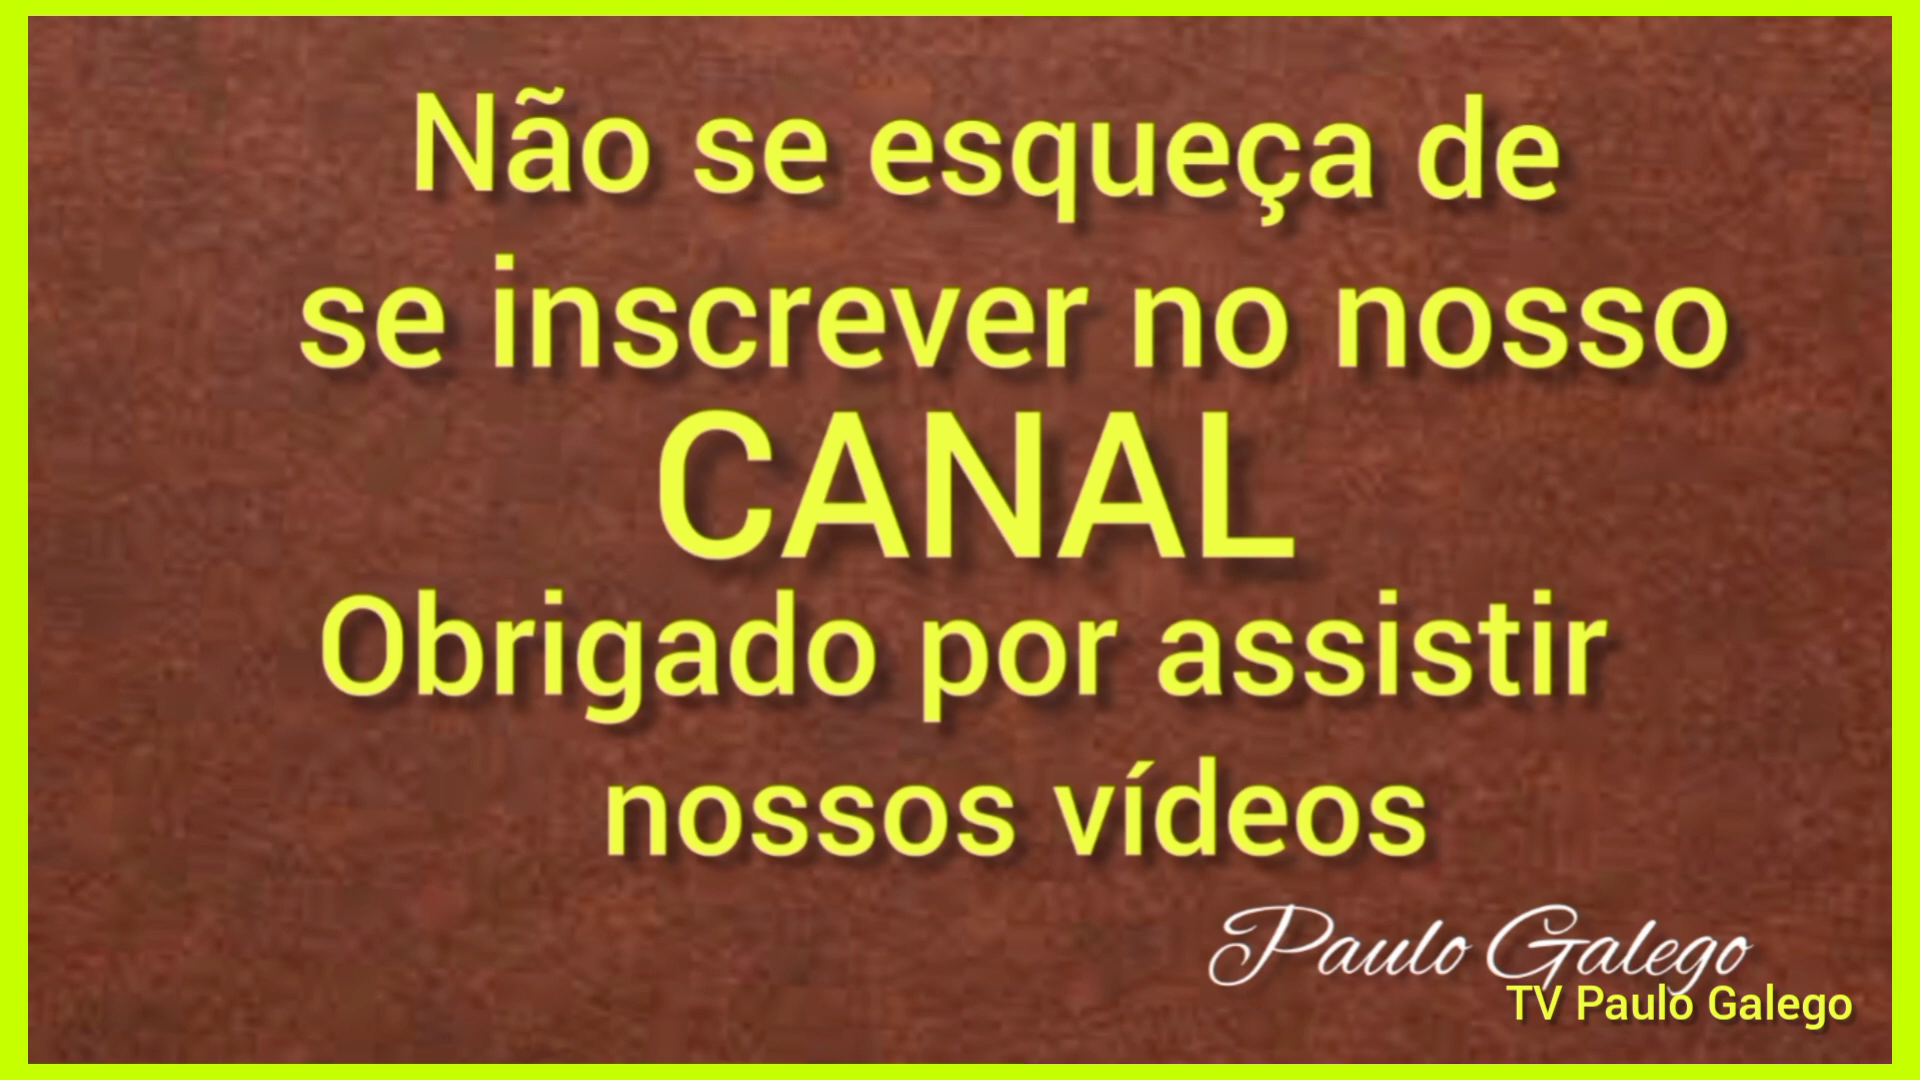 Não se esqueça de
se inscrever no nosso
CANAL
Obrigado por assistir
nossos vídeos
Paulo Galego
TV Paulo Galego